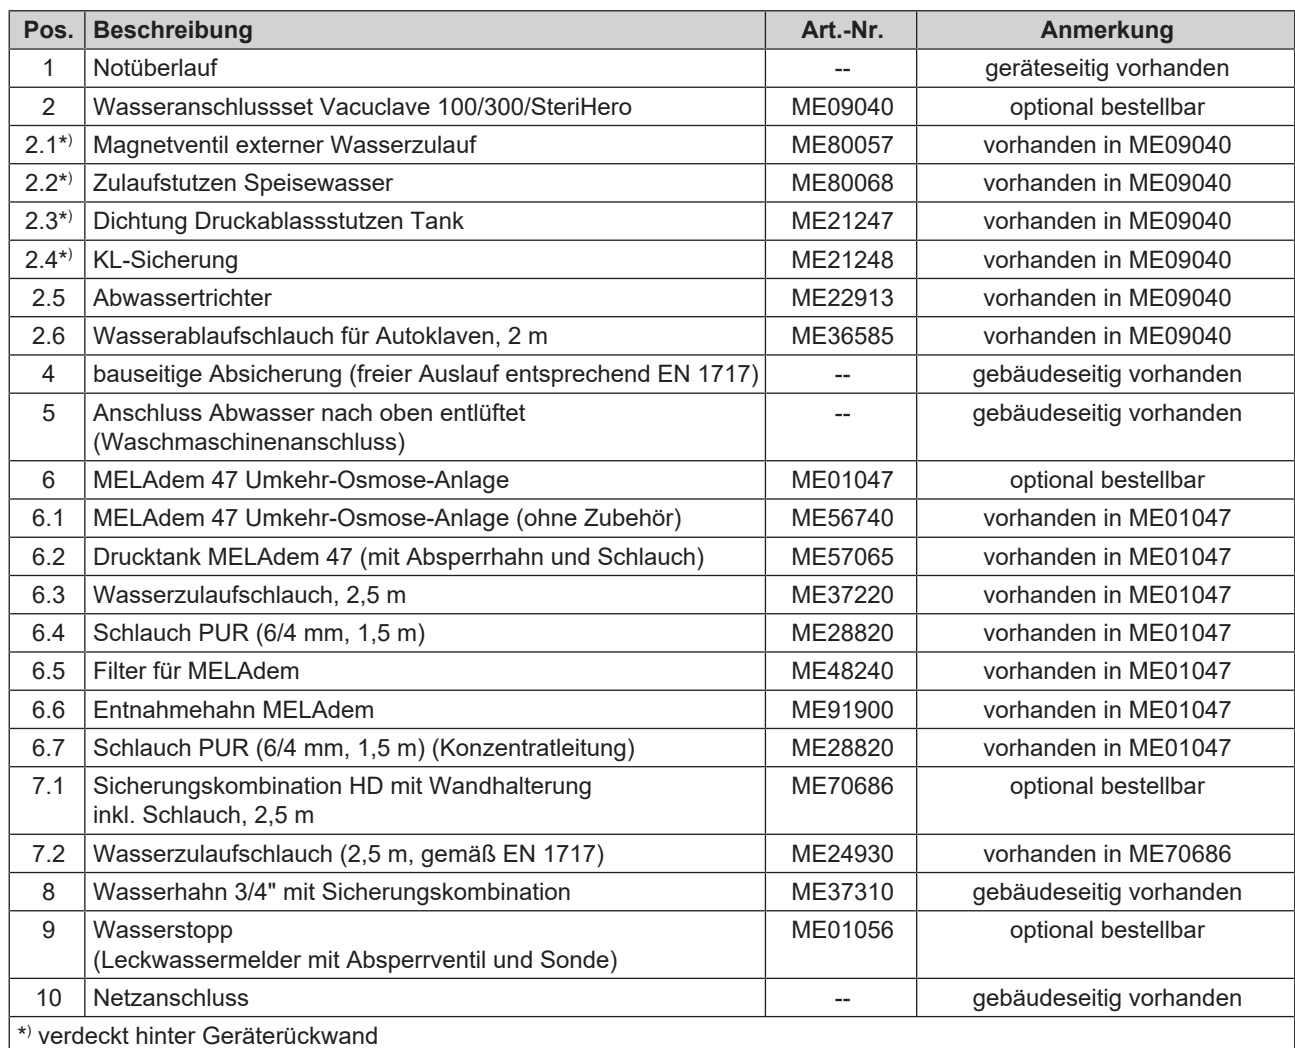 Pos. Beschreibung Art.-Nr. Anmerkung
1 Notüberlauf -- geräteseitig vorhanden
2 Wasseranschlussset Vacuclave 100/300/SteriHero ME09040 optional bestellbar
2.1*) Magnetventil externer Wasserzulauf ME80057 vorhanden in ME09040
2.2*) Zulaufstutzen Speisewasser ME80068 vorhanden in ME09040
2.3*) Dichtung Druckablassstutzen Tank ME21247 vorhanden in ME09040
2.4*) KL-Sicherung ME21248 vorhanden in ME09040
2.5 Abwassertrichter ME22913 vorhanden in ME09040
2.6 Wasserablaufschlauch für Autoklaven, 2 m ME36585 vorhanden in ME09040
4 bauseitige Absicherung (freier Auslauf entsprechend EN 1717) -- gebäudeseitig vorhanden
5 Anschluss Abwasser nach oben entlüftet -- gebäudeseitig vorhanden
(Waschmaschinenanschluss)
6 MELAdem 47 Umkehr-Osmose-Anlage ME01047 optional bestellbar
6.1 MELAdem 47 Umkehr-Osmose-Anlage (ohne Zubehör) ME56740 vorhanden in ME01047
6.2 Drucktank MELAdem 47 (mit Absperrhahn und Schlauch) ME57065 vorhanden in ME01047
6.3 Wasserzulaufschlauch, 2,5 m ME37220 vorhanden in ME01047
6.4 Schlauch PUR (6/4 mm, 1,5 m) ME28820 vorhanden in ME01047
6.5 Filter für MELAdem ME48240 vorhanden in ME01047
6.6 Entnahmehahn MELAdem ME91900 vorhanden in ME01047
6.7 Schlauch PUR (6/4 mm, 1,5 m) (Konzentratleitung) ME28820 vorhanden in ME01047
7.1 Sicherungskombination HD mit Wandhalterung ME70686 optional bestellbar
inkl. Schlauch, 2,5 m
7.2 Wasserzulaufschlauch (2,5 m, gemäß EN 1717) ME24930 vorhanden in ME70686
8 Wasserhahn 3/4" mit Sicherungskombination ME37310 gebäudeseitig vorhanden
9 Wasserstopp ME01056 optional bestellbar
(Leckwassermelder mit Absperrventil und Sonde)
10 Netzanschluss -- gebäudeseitig vorhanden
*) verdeckt hinter Geräterückwand